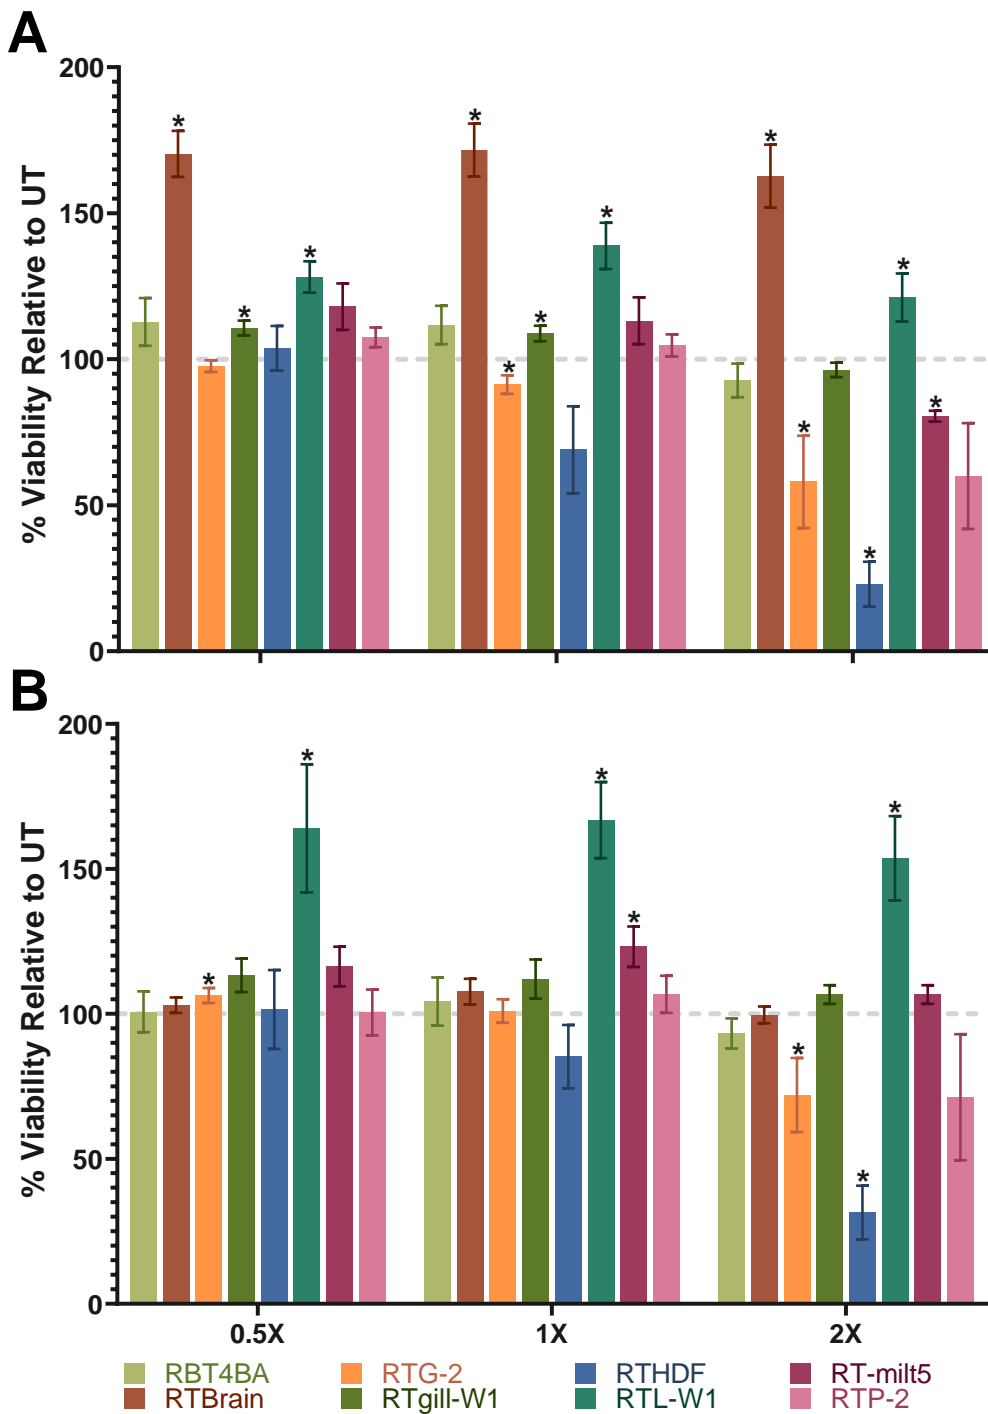 A
% Viability Relative to UT
200
150
100
50
0
* * *
* * * *
* * * *
* * * * *
B
% Viability Relative to UT
200
150
100
50
0
* *
* * *
* * *
0.5X 1X 2X
RBT4BA RTG-2 RTHDF RT-milt5
RTBrain RTgill-W1 RTL-W1 RTP-2